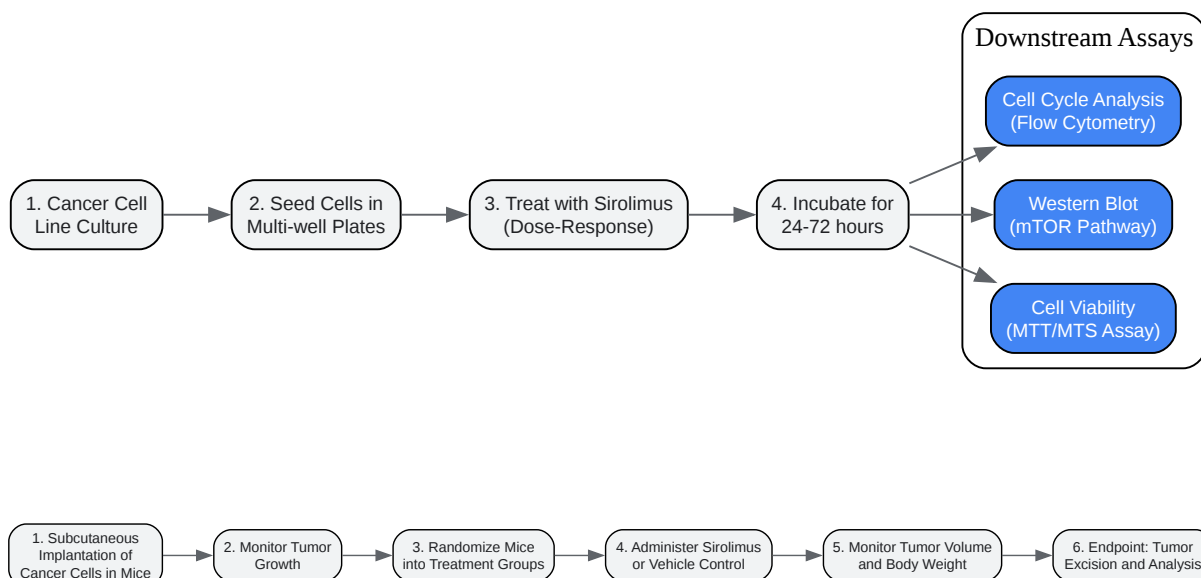 Downstream Assays
Cell Cycle Analysis
(Flow Cytometry)
1. Cancer Cell
Line Culture
2. Seed Cells in
Multi-well Plates
3. Treat with Sirolimus
(Dose-Response)
4. Incubate for
24-72 hours
Western Blot
(mTOR Pathway)
Cell Viability
(MTT/MTS Assay)
1. Subcutaneous
Implantation of
Cancer Cells in Mice
2. Monitor Tumor
Growth
3. Randomize Mice
into Treatment Groups
4. Administer Sirolimus
or Vehicle Control
5. Monitor Tumor Volume
and Body Weight
6. Endpoint: Tumor
Excision and Analysis